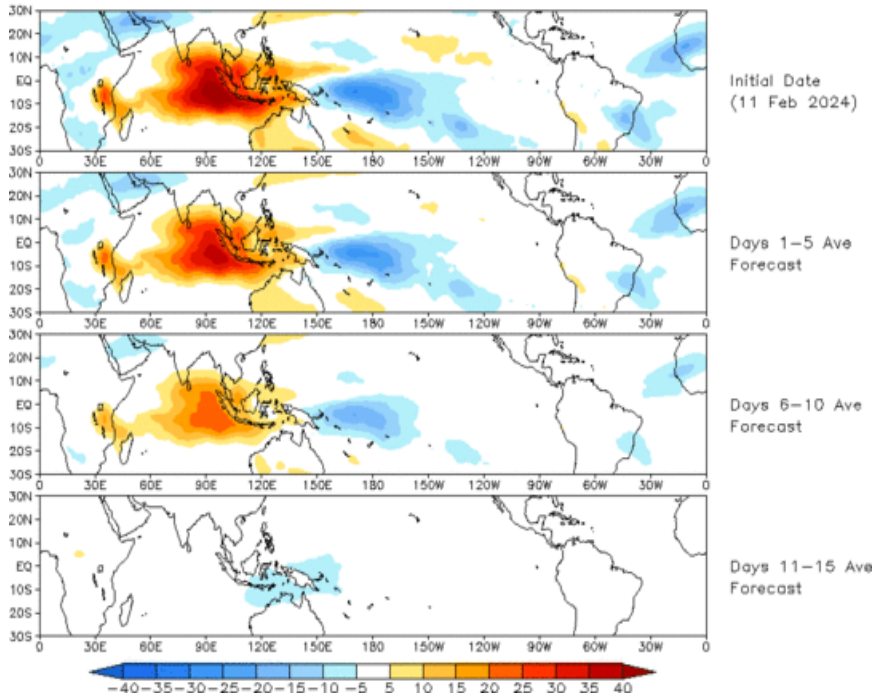 30N
20N
10N
EQ
10S
20S
30S
0 30E 60E 90E 120E 150E 180 150W 120W 90W 60W 30W 0
Initial Date
(11 Feb 2024)
30N
20N
10N
EQ
10S
20S
30S
0 30E 60E 90E 120E 150E 180 150W 120W 90W 60W 30W 0
Days 1-5 Ave
Forecast
30N
20N
10N
EQ
10S
20S
30S
0 30E 60E 90E 120E 150E 180 150W 120W 90W 60W 30W 0
Days 6-10 Ave
Forecast
30N
20N
10N
EQ
10S
20S
30S
0 30E 60E 90E 120E 150E 180 150W 120W 90W 60W 30W 0
Days 11-15 Ave
Forecast
-40 -35 -30 -25 -20 -15 -10 -5 5 10 15 20 25 30 35 40